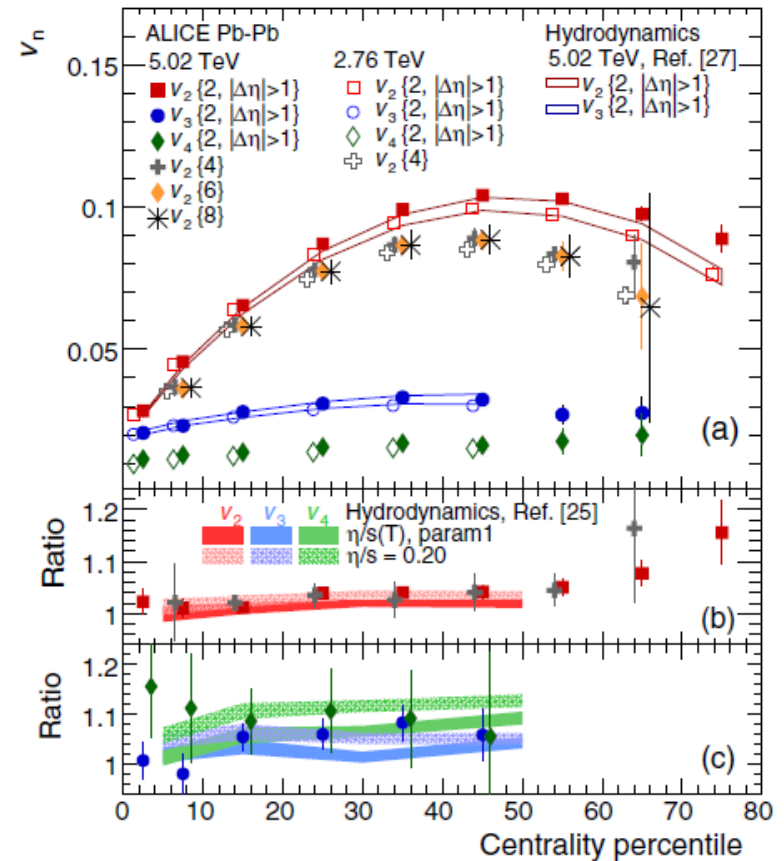 vₙ
ALICE Pb-Pb
5.02 TeV
v₂{2, |Δη|>1}
v₃{2, |Δη|>1}
v₄{2, |Δη|>1}
v₂{4}
v₂{6}
v₂{8}
2.76 TeV
v₂{2, |Δη|>1}
v₃{2, |Δη|>1}
v₄{2, |Δη|>1}
v₂{4}
Hydrodynamics
5.02 TeV, Ref. [27]
v₂{2, |Δη|>1}
v₃{2, |Δη|>1}
0.15
0.1
0.05
(a)
Ratio
1.2
1.1
1
v₂ v₃ v₄ Hydrodynamics, Ref. [25]
η/s(T), param1
η/s = 0.20
(b)
Ratio
1.2
1.1
1
(c)
0 10 20 30 40 50 60 70 80
Centrality percentile